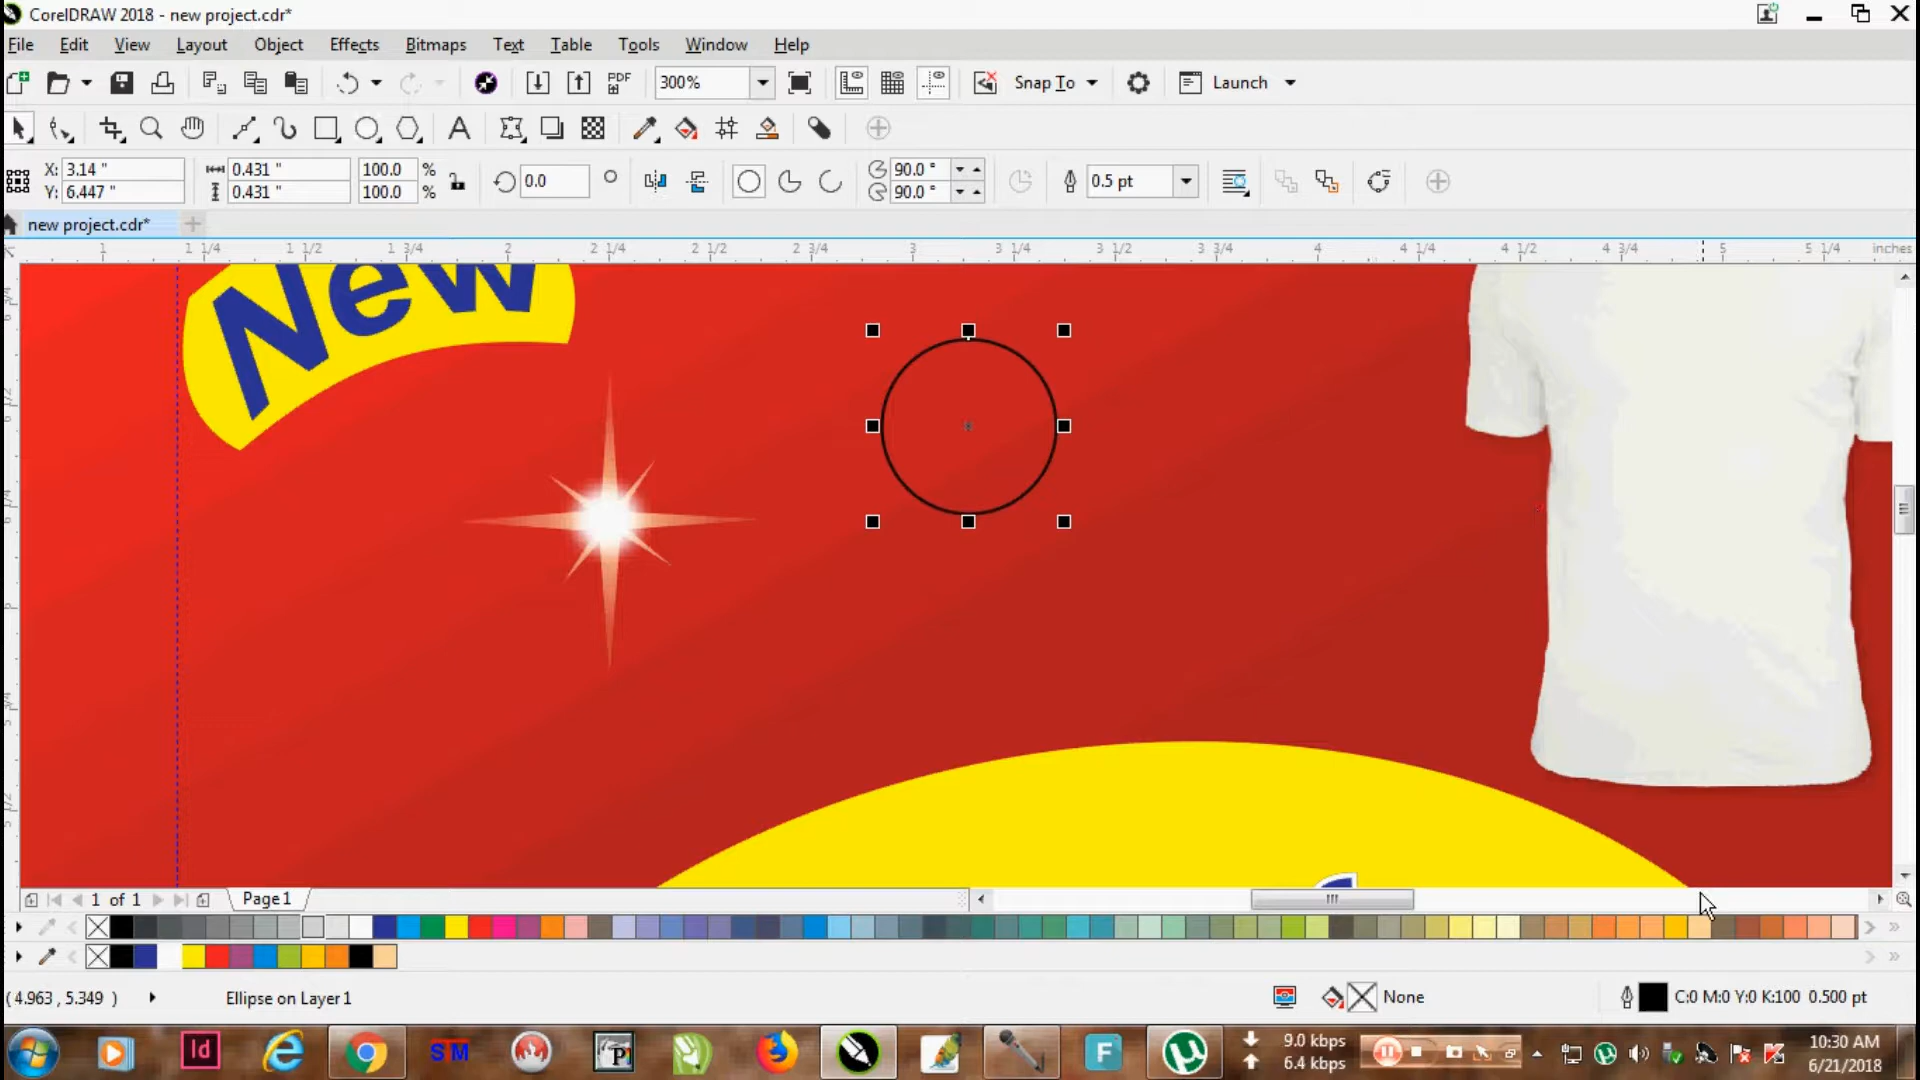 CorelDRAW 2018 - new project.cdr*
File Edit View Layout Object Effects Bitmaps Text Table Tools Window Help
PDF 300% Snap To Launch
A
X: 3.14 " 0.431 " 100.0 % 0.0 90.0 ° 0.5 pt
Y: 6.447 " 0.431 " 100.0 % 90.0 °
new project.cdr*
1 1 1/4 1 1/2 1 3/4 2 2 1/4 2 1/2 2 3/4 3 3 1/4 3 1/2 3 3/4 4 4 1/4 4 1/2 4 3/4 5 5 1/4 inches
New
1 of 1 Page 1
( 4.963 , 5.349 ) Ellipse on Layer 1 None C:0 M:0 Y:0 K:100 0.500 pt
Id SM P F 9.0 kbps 10:30 AM
6.4 kbps 6/21/2018